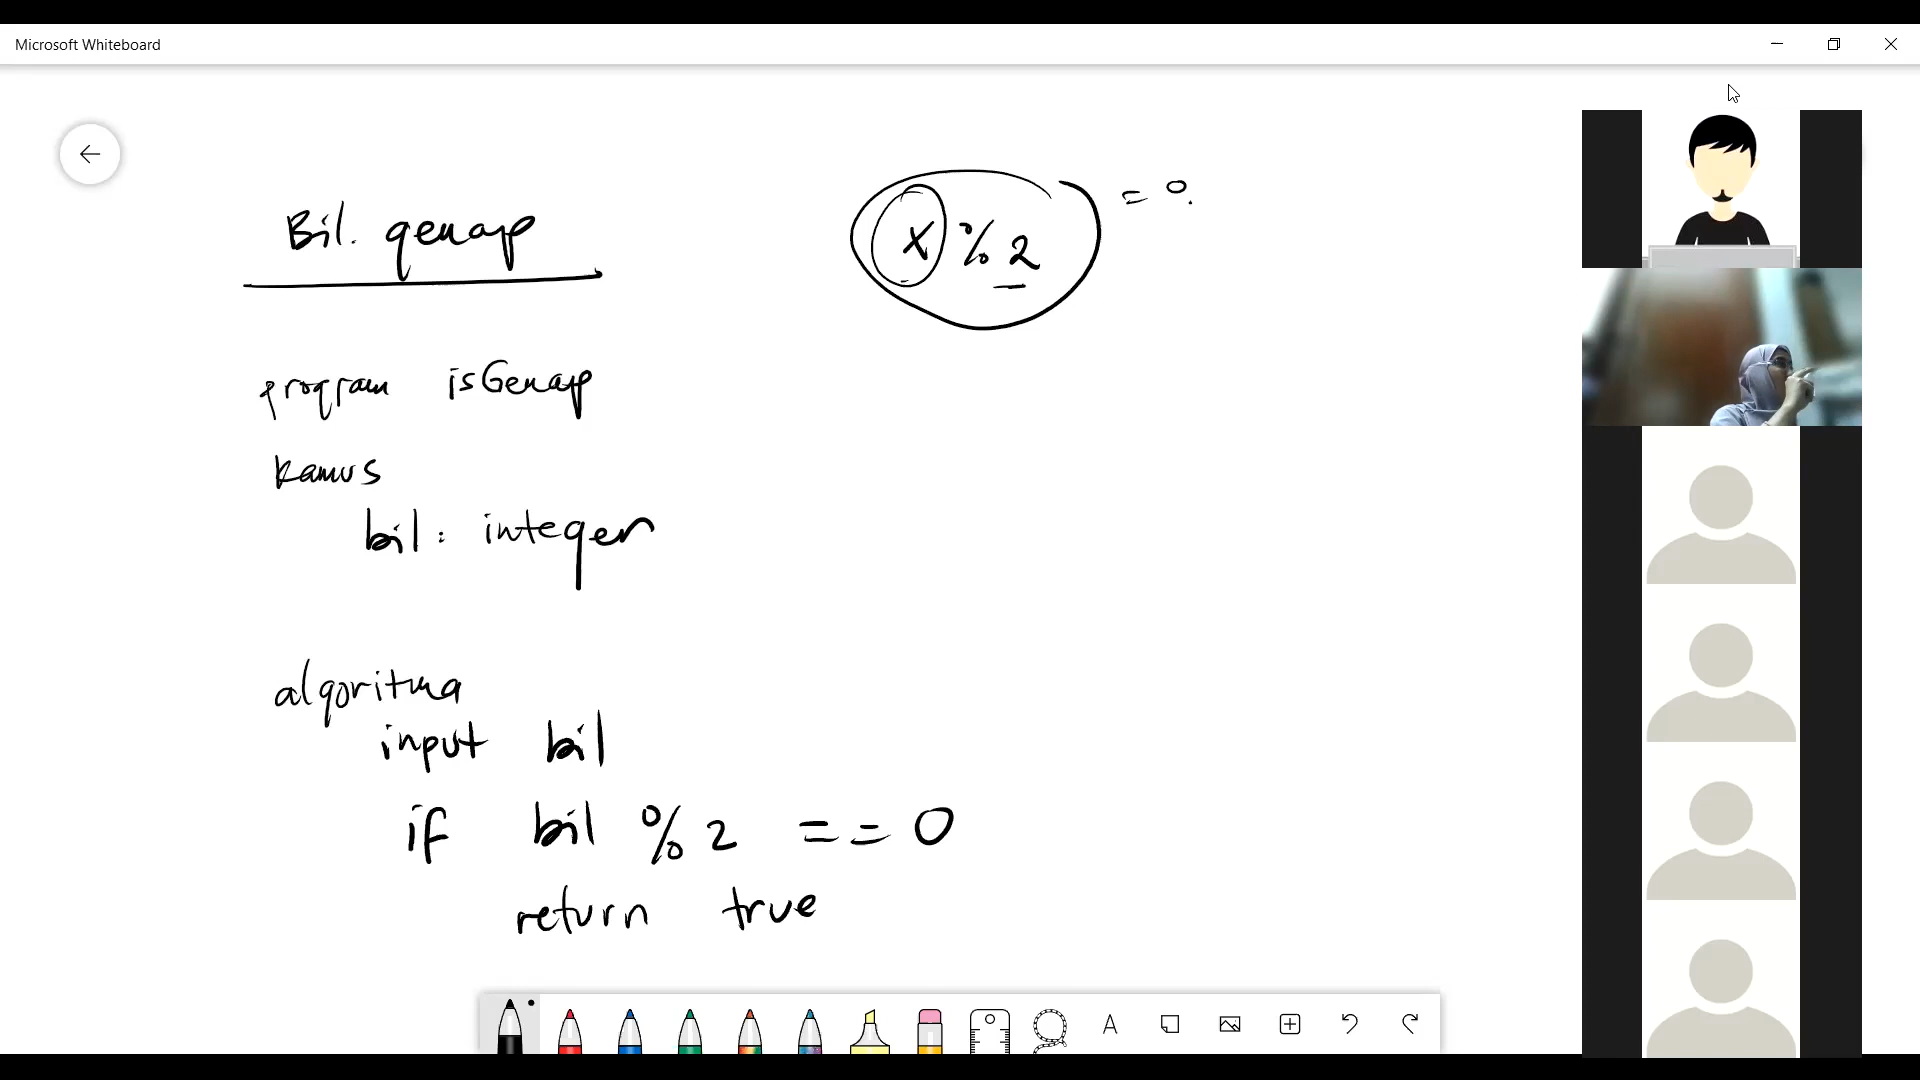 Microsoft Whiteboard
Bil. genap
x % 2 = 0.
program isGenap
kamus
bil : integer
algoritma
input bil
if bil % 2 == 0
return true
A